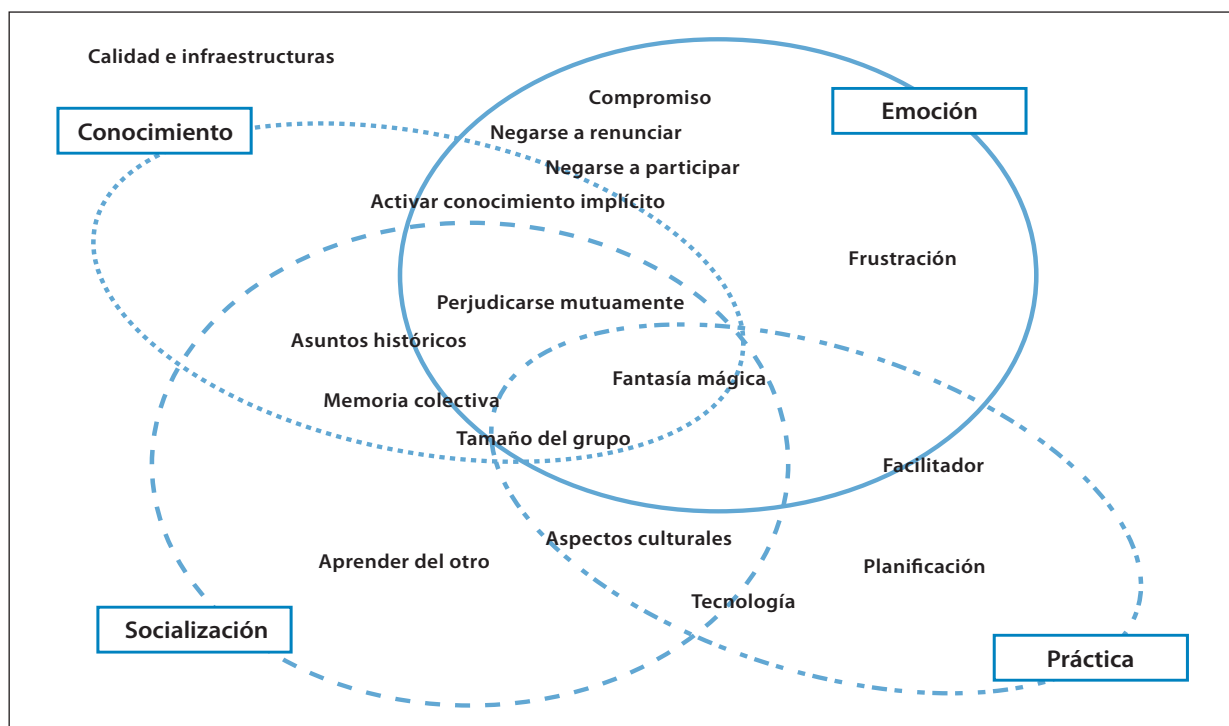 Calidad e infraestructuras
Compromiso
Emoción
Conocimiento
Negarse a renunciar
Negarse a participar
Activar conocimiento implícito
Frustración
Perjudicarse mutuamente
Asuntos históricos
Fantasía mágica
Memoria colectiva
Tamaño del grupo
Facilitador
Aspectos culturales
Aprender del otro
Planificación
Tecnología
Socialización
Práctica